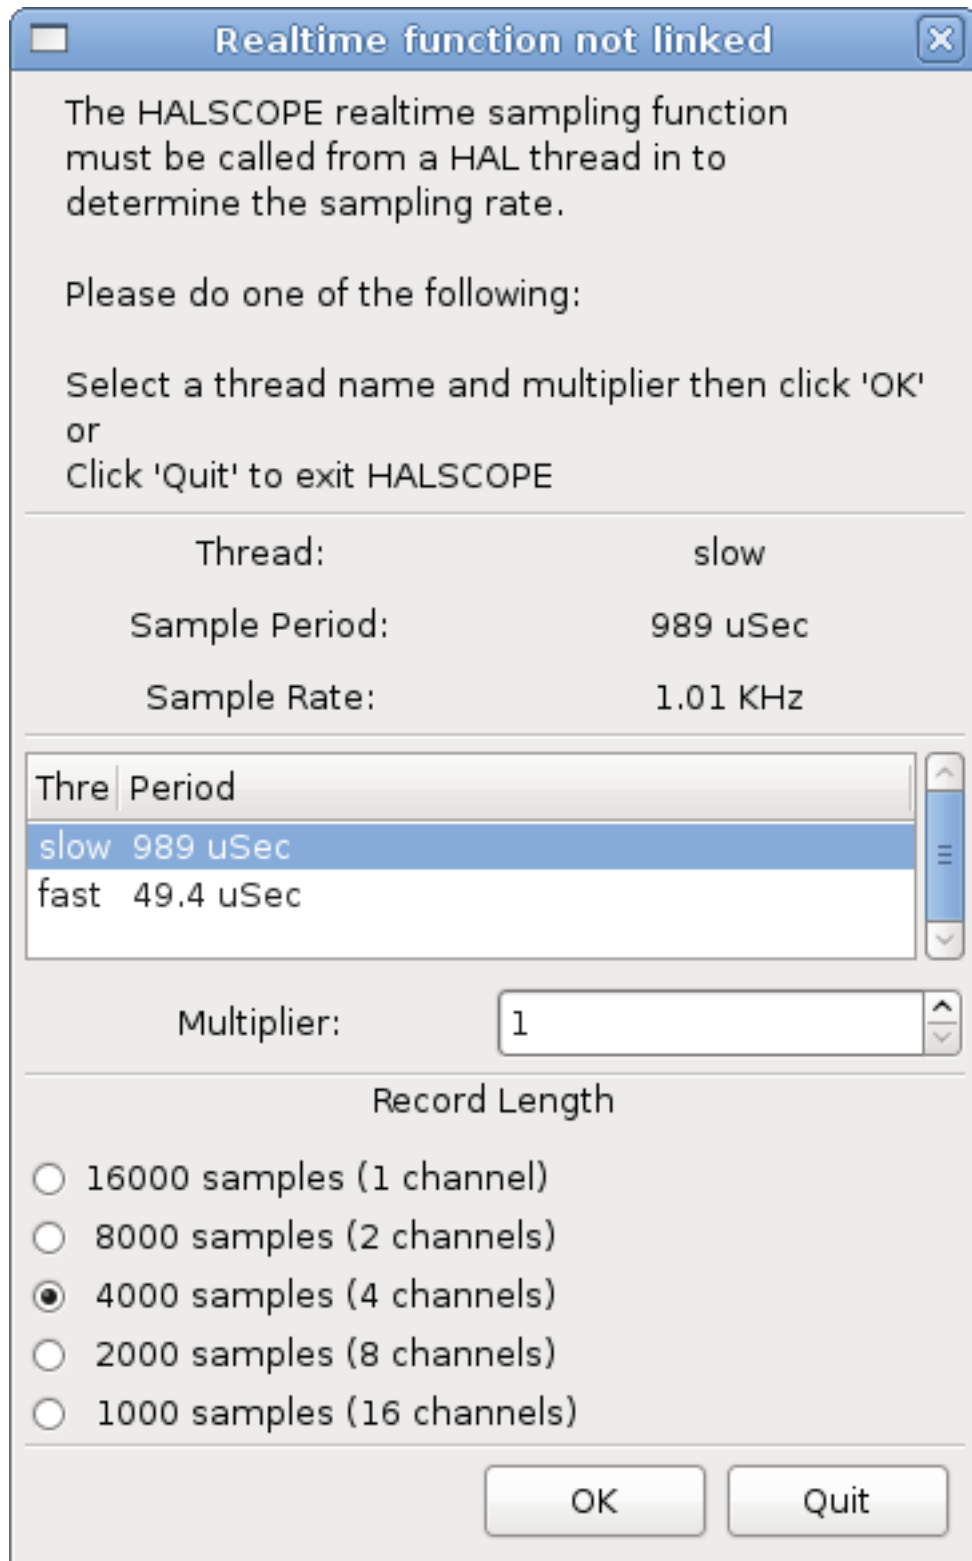 Realtime function not linked
The HALSCOPE realtime sampling function
must be called from a HAL thread in to
determine the sampling rate.
Please do one of the following:
Select a thread name and multiplier then click 'OK'
or
Click 'Quit' to exit HALSCOPE
Thread: slow
Sample Period: 989 uSec
Sample Rate: 1.01 KHz
Thre Period
slow 989 uSec
fast 49.4 uSec
Multiplier: 1
Record Length
16000 samples (1 channel)
8000 samples (2 channels)
4000 samples (4 channels)
2000 samples (8 channels)
1000 samples (16 channels)
OK Quit